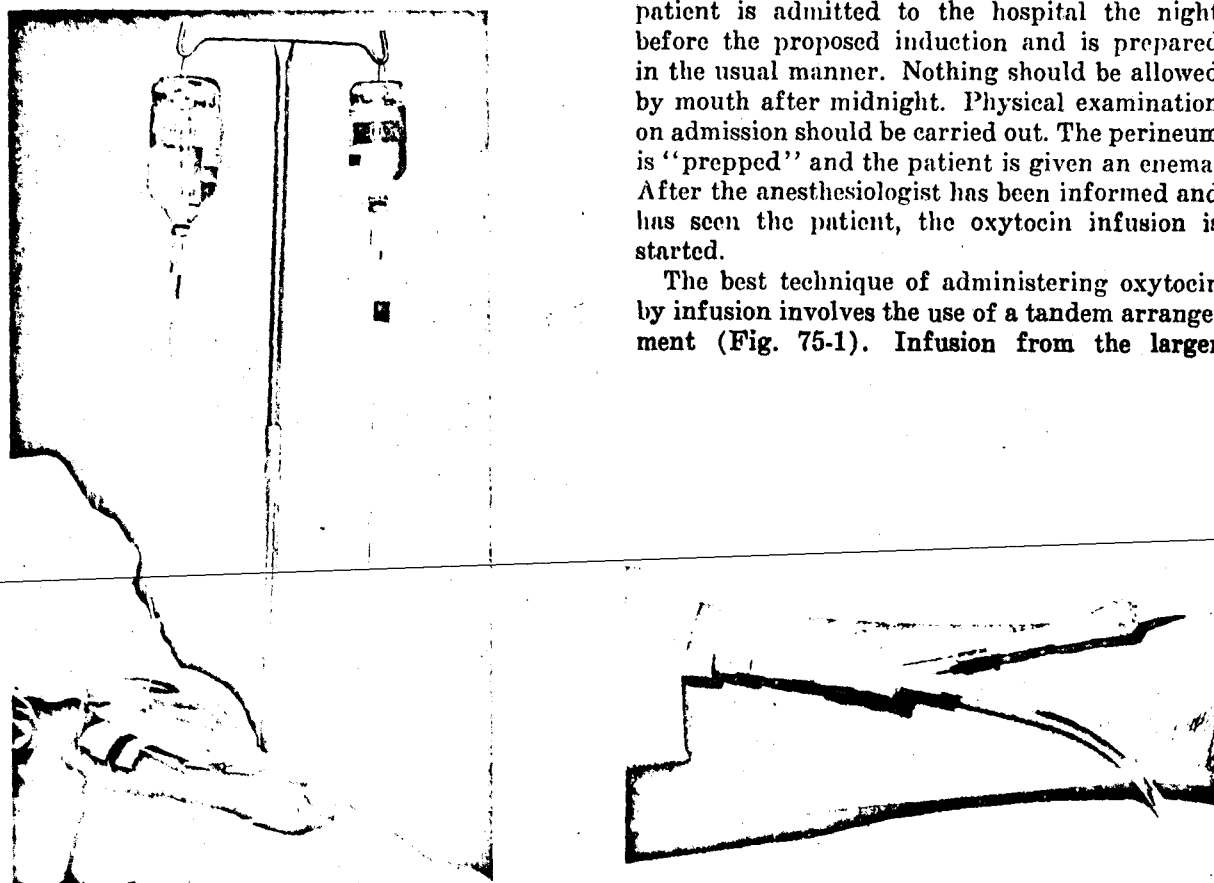 patient is admitted to the hospital the night
before the proposed induction and is prepared
in the usual manner. Nothing should be allowed
by mouth after midnight. Physical examination
on admission should be carried out. The perineum
is “prepped” and the patient is given an enema.
After the anesthesiologist has been informed and
has seen the patient, the oxytocin infusion is
started.
The best technique of administering oxytocin
by infusion involves the use of a tandem arrange-
ment (Fig. 75-1). Infusion from the larger